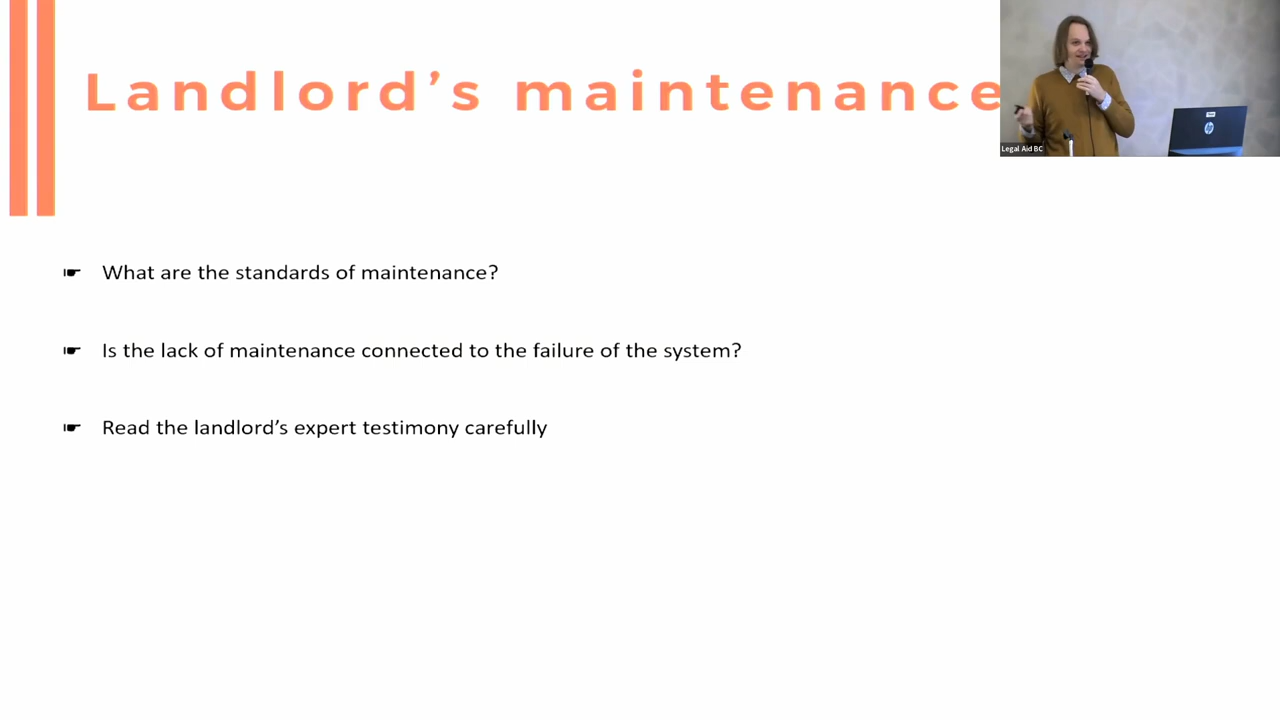 Landlord’s maintenance
Legal Aid BC
☛ What are the standards of maintenance?
☛ Is the lack of maintenance connected to the failure of the system?
☛ Read the landlord’s expert testimony carefully